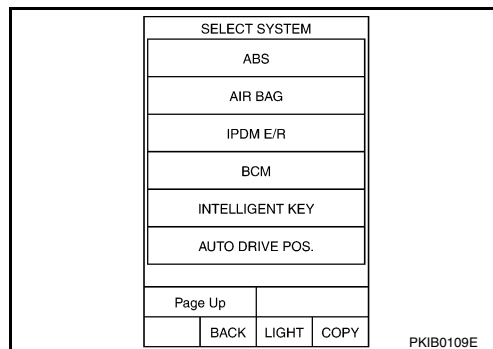 SELECT SYSTEM
ABS
AIR BAG
IPDM E/R
BCM
INTELLIGENT KEY
AUTO DRIVE POS.
Page Up
BACK LIGHT COPY
PKIB0109E